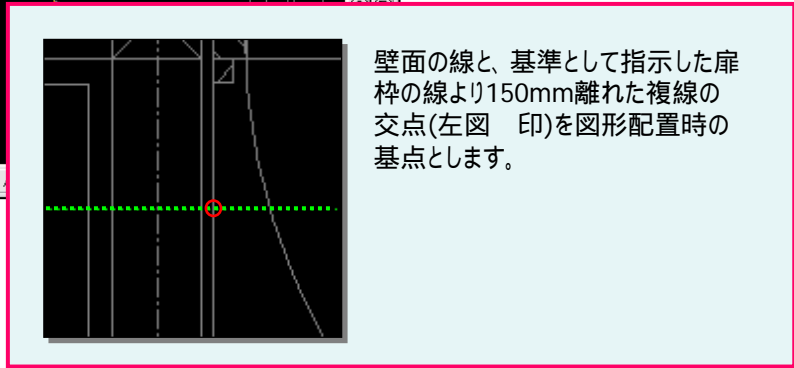 壁面の線と、基準として指示した扉
枠の線より150mm離れた複線の
交点(左図　印)を図形配置時の
基点とします。